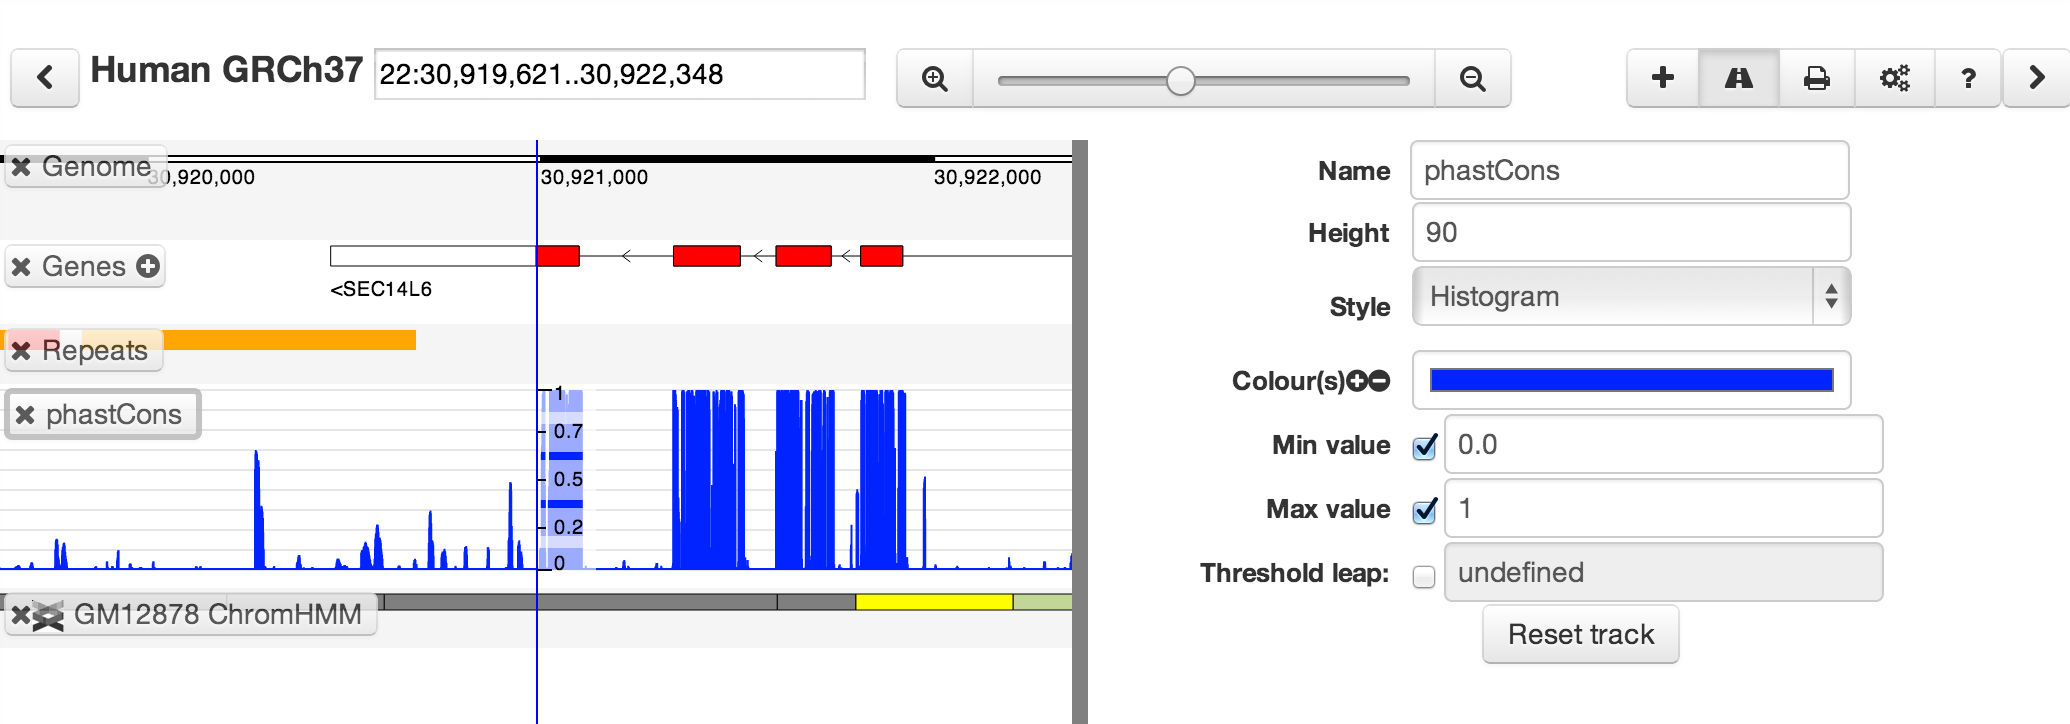 Human GRCh37 22:30,919,621..30,922,348
Genome
30,920,000 30,921,000 30,922,000
Genes
<SEC14L6
Repeats
phastCons
1
0.7
0.5
0.2
0
GM12878 ChromHMM
Name phastCons
Height 90
Style Histogram
Colour(s)
Min value 0.0
Max value 1
Threshold leap: undefined
Reset track